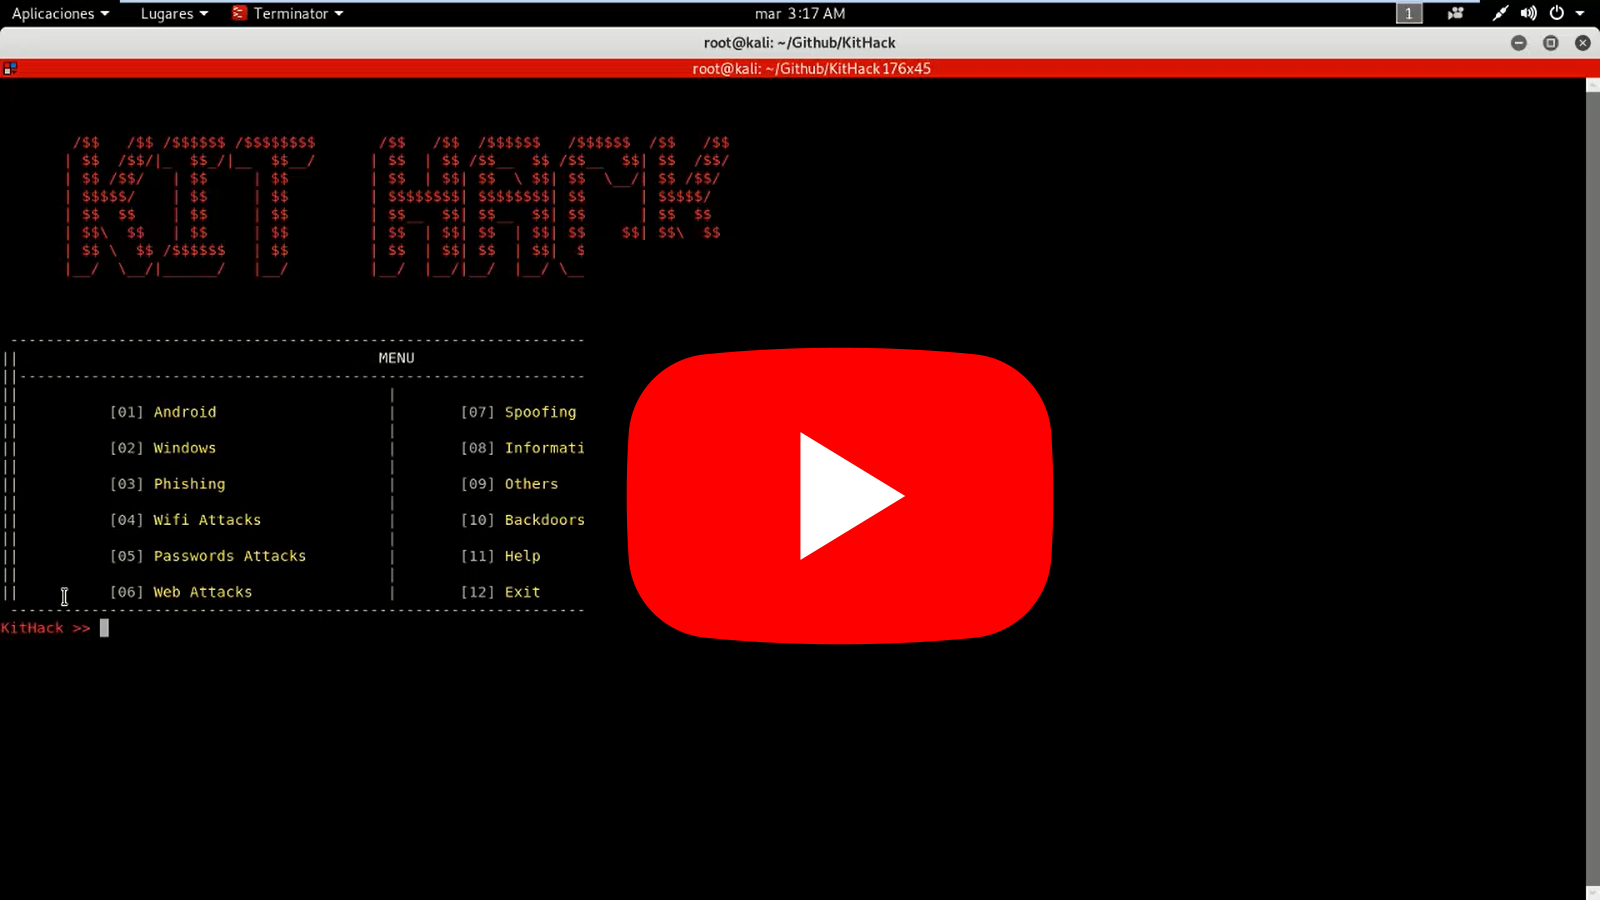 Aplicaciones Lugares Terminator mar 3:17 AM 1
root@kali: ~/Github/KitHack
root@kali: ~/Github/KitHack 176x45
KIT HACK
MENU
[01] Android [07] Spoofing
[02] Windows [08] Informati
[03] Phishing [09] Others
[04] Wifi Attacks [10] Backdoors
[05] Passwords Attacks [11] Help
[06] Web Attacks [12] Exit
KitHack >>